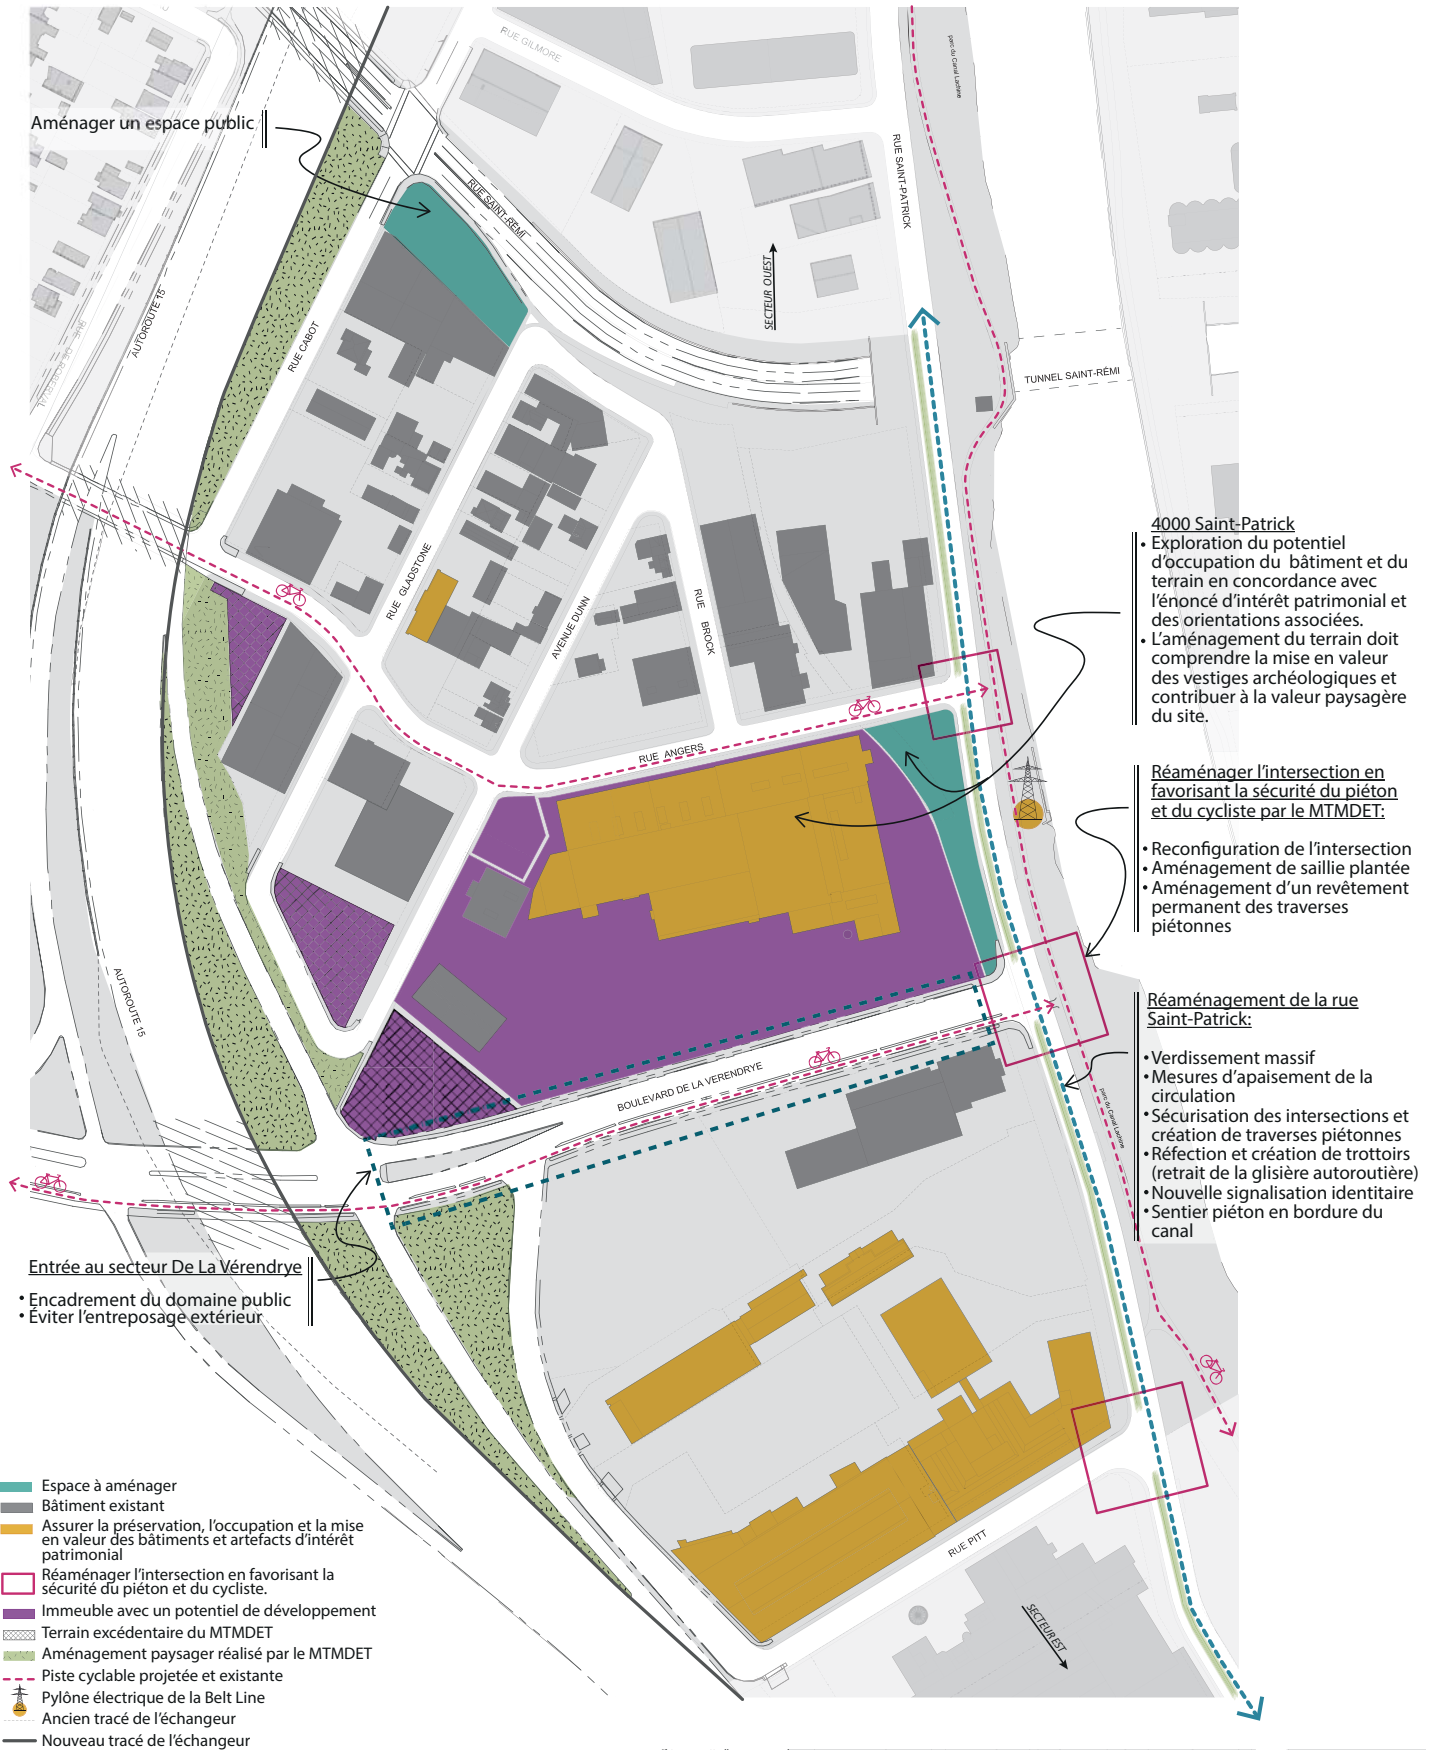 RUE GILMORE
parc du Canal Lachine
Aménager un espace public
RUE SAINT-PATRICK
RUE SAINT-RÉMI
SECTEUR OUEST
AUTOROUTE 15
RUE CABOT
TUNNEL SAINT-RÉMI
4000 Saint-Patrick
• Exploration du potentiel
d'occupation du bâtiment et du
terrain en concordance avec
l'énoncé d'intérêt patrimonial et
des orientations associées.
• L'aménagement du terrain doit
comprendre la mise en valeur
des vestiges archéologiques et
contribuer à la valeur paysagère
du site.
RUE GLADSTONE
AVENUE DUNN
RUE BROCK
RUE ANGERS
Réaménager l'intersection en
favorisant la sécurité du piéton
et du cycliste par le MTMDET:
• Reconfiguration de l'intersection
• Aménagement de saillie plantée
• Aménagement d'un revêtement
permanent des traverses
piétonnes
AUTOROUTE 15
Réaménagement de la rue
Saint-Patrick:
• Verdissement massif
• Mesures d'apaisement de la
circulation
• Sécurisation des intersections et
création de traverses piétonnes
• Réfection et création de trottoirs
(retrait de la glisière autoroutière)
• Nouvelle signalisation identitaire
• Sentier piéton en bordure du
canal
BOULEVARD DE LA VERENDRYE
parc du Canal Lachine
Entrée au secteur De La Vérendrye
• Encadrement du domaine public
• Éviter l'entreposage extérieur
RUE PITT
SECTEUR EST
Espace à aménager
Bâtiment existant
Assurer la préservation, l'occupation et la mise
en valeur des bâtiments et artefacts d'intérêt
patrimonial
Réaménager l'intersection en favorisant la
sécurité du piéton et du cycliste.
Immeuble avec un potentiel de développement
Terrain excédentaire du MTMDET
Aménagement paysager réalisé par le MTMDET
Piste cyclable projetée et existante
Pylône électrique de la Belt Line
Ancien tracé de l'échangeur
Nouveau tracé de l'échangeur